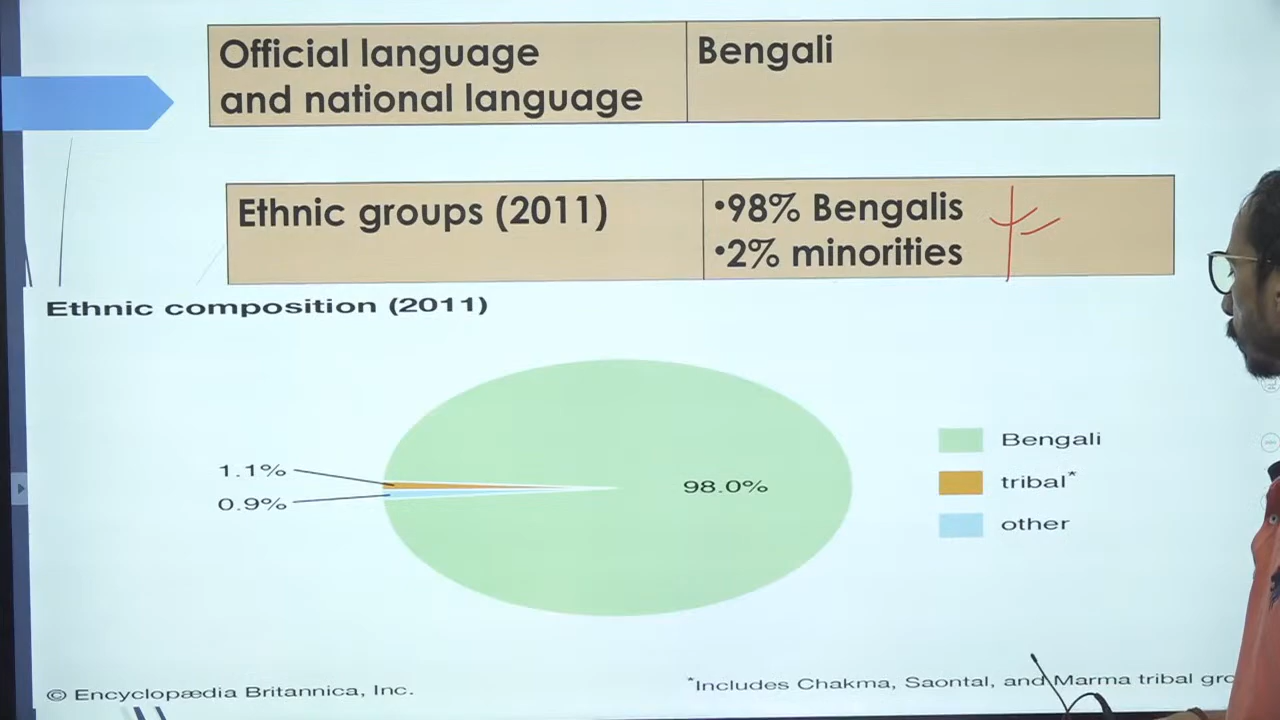 Official language
and national language
Bengali
Ethnic groups (2011)
•98% Bengalis
•2% minorities
Ethnic composition (2011)
1.1%
0.9%
98.0%
Bengali
tribal*
other
© Encyclopædia Britannica, Inc.
*Includes Chakma, Saontal, and Marma tribal gro